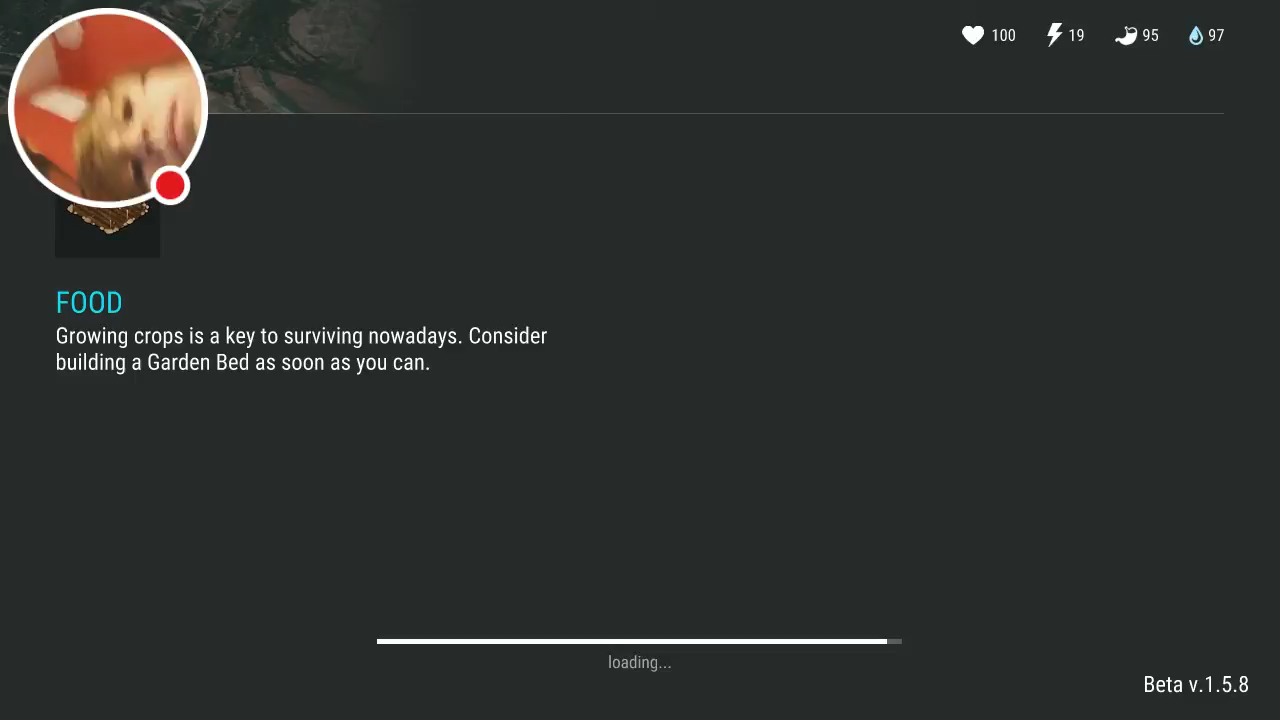 100 19 95 97
FOOD
Growing crops is a key to surviving nowadays. Consider
building a Garden Bed as soon as you can.
loading...
Beta v.1.5.8